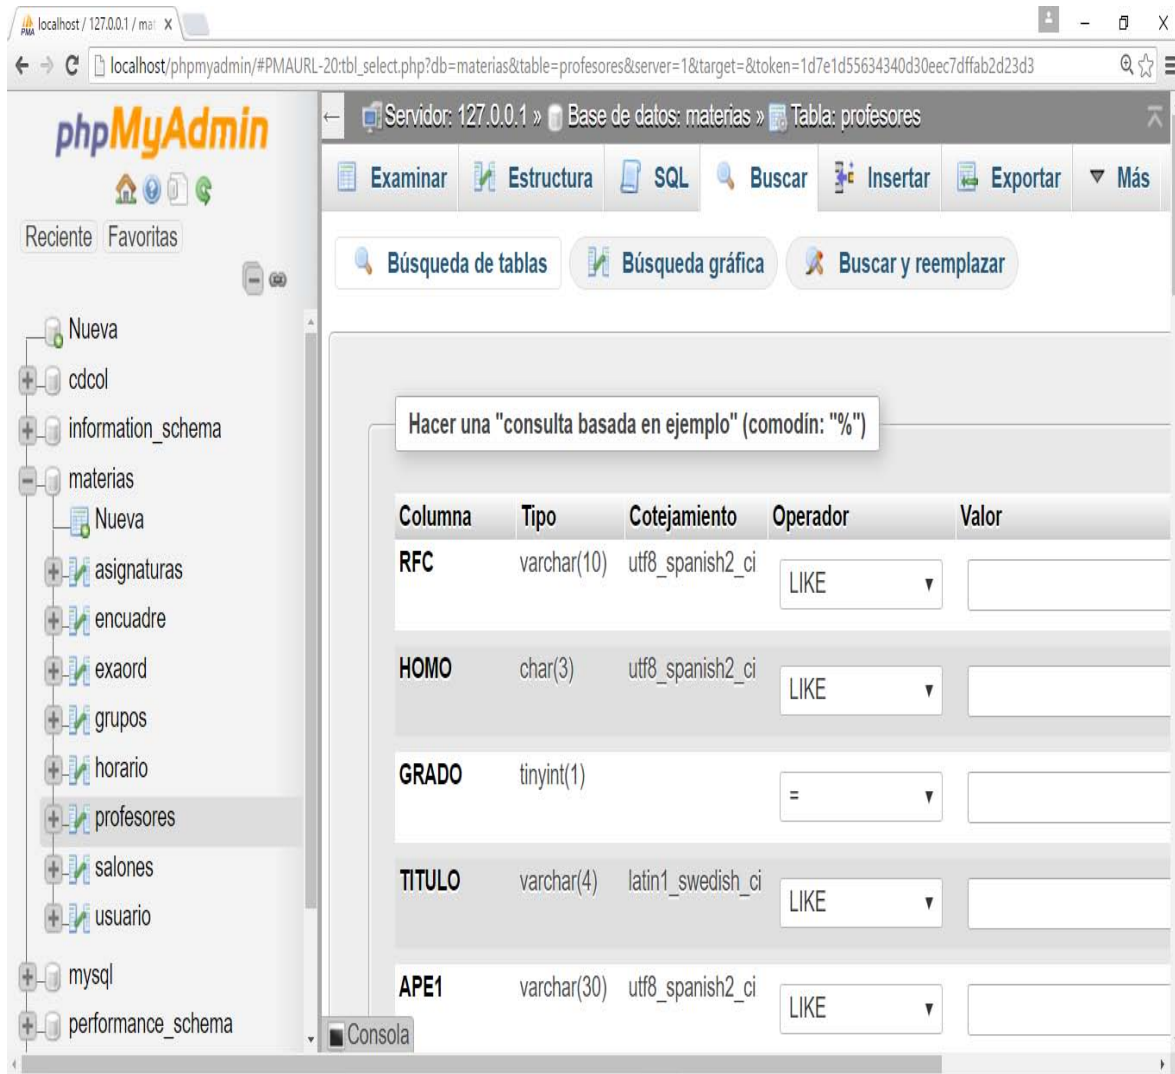 localhost / 127.0.0.1 / mat
localhost/phpmyadmin/#PMAURL-20:tbl_select.php?db=materias&table=profesores&server=1&target=&token=1d7e1d55634340d30eec7dffab2d23d3
phpMyAdmin
Reciente Favoritas
Nueva
cdcol
information_schema
materias
Nueva
asignaturas
encuadre
exaord
grupos
horario
profesores
salones
usuario
mysql
performance_schema
Servidor: 127.0.0.1 » Base de datos: materias » Tabla: profesores
Examinar Estructura SQL Buscar Insertar Exportar Más
Búsqueda de tablas Búsqueda gráfica Buscar y reemplazar
Hacer una "consulta basada en ejemplo" (comodín: "%")
Columna Tipo Cotejamiento Operador Valor
RFC varchar(10) utf8_spanish2_ci LIKE
HOMO char(3) utf8_spanish2_ci LIKE
GRADO tinyint(1) =
TITULO varchar(4) latin1_swedish_ci LIKE
APE1 varchar(30) utf8_spanish2_ci LIKE
Consola